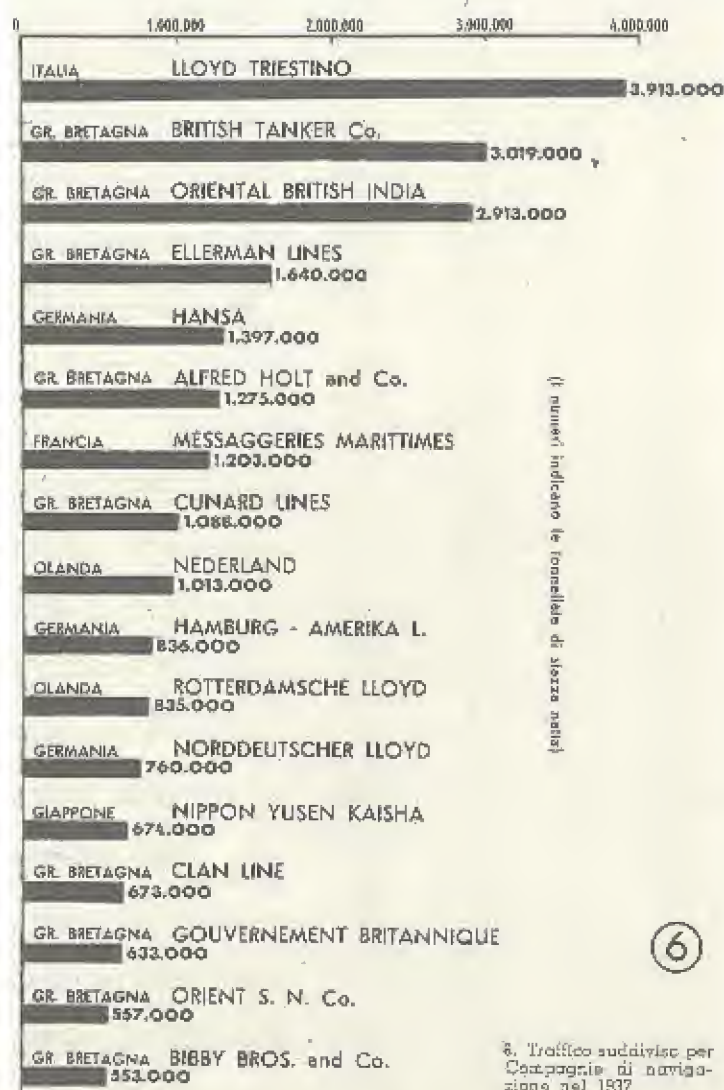 0 1.000.000 2.000.000 3.000.000 4.000.000
ITALIA LLOYD TRIESTINO
3.913.000
GR. BRETAGNA BRITISH TANKER Co.
3.019.000
GR. BRETAGNA ORIENTAL BRITISH INDIA
2.913.000
GR. BRETAGNA ELLERMAN LINES
1.640.000
GERMANIA HANSA
1.397.000
GR. BRETAGNA ALFRED HOLT and Co.
1.275.000
FRANCIA MESSAGGERIES MARITTIMES
1.203.000
GR. BRETAGNA CUNARD LINES
1.088.000
OLANDA NEDERLAND
1.013.000
GERMANIA HAMBURG - AMERIKA L.
836.000
OLANDA ROTTERDAMSCHE LLOYD
835.000
GERMANIA NORDDEUTSCHER LLOYD
760.000
GIAPPONE NIPPON YUSEN KAISHA
674.000
GR. BRETAGNA CLAN LINE
673.000
GR. BRETAGNA GOUVERNEMENT BRITANNIQUE
633.000
GR. BRETAGNA ORIENT S. N. Co.
557.000
GR. BRETAGNA BIBBY BROS. and Co.
553.000
(I numeri indicano le tonnellate di stazza netta)
6
6. Traffico suddiviso per
Compagnie di naviga-
zione nel 1937